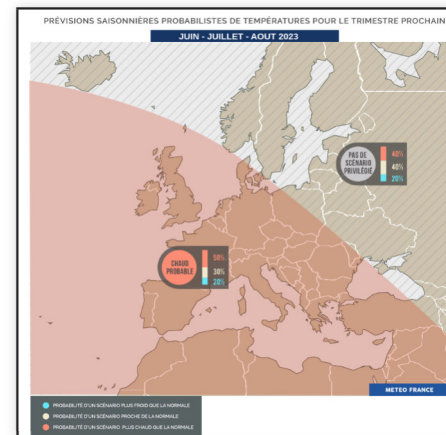 PRÉVISIONS SAISONNIÈRES PROBABILISTES DE TEMPÉRATURES POUR LE TRIMESTRE PROCHAIN
JUIN - JUILLET - AOUT 2023
PAS DE
SCÉNARIO
PRIVILÉGIÉ
40%
40%
20%
CHAUD
PROBABLE
50%
30%
20%
METEO FRANCE
PROBABILITÉ D'UN SCÉNARIO PLUS FROID QUE LA NORMALE
PROBABILITÉ D'UN SCÉNARIO PROCHE DE LA NORMALE
PROBABILITÉ D'UN SCÉNARIO PLUS CHAUD QUE LA NORMALE